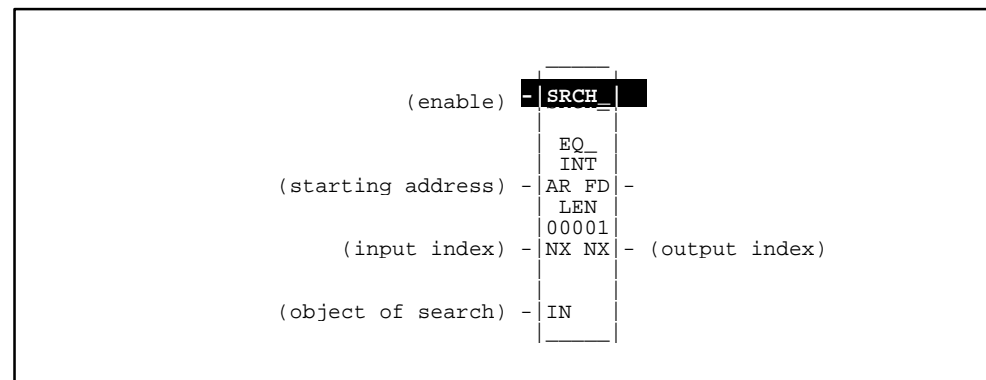 (enable) -|SRCH_|
EQ_
INT
(starting address) -|AR FD|-
LEN
|00001|
(input index) -|NX NX|- (output index)
(object of search) -|IN |